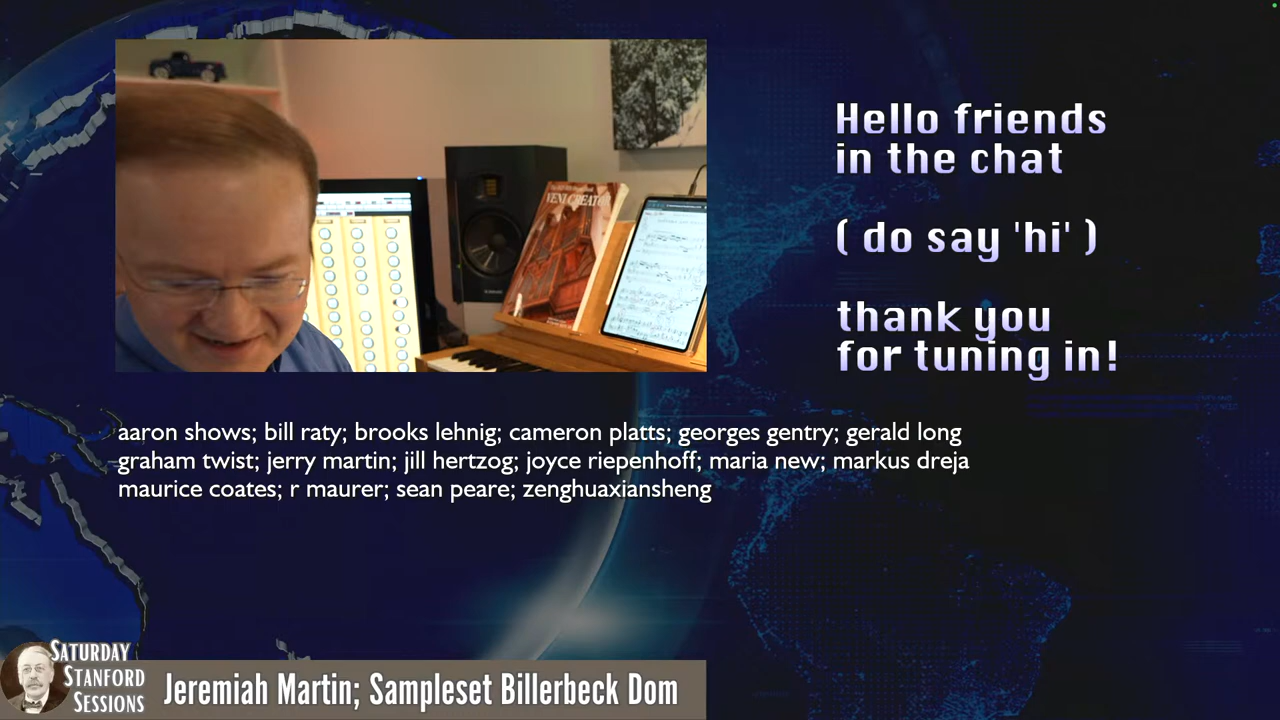 VENI CREATOR
Hello friends
in the chat
( do say 'hi' )
thank you
for tuning in!
aaron shows; bill raty; brooks lehnig; cameron platts; georges gentry; gerald long
graham twist; jerry martin; jill hertzog; joyce riepenhoff; maria new; markus dreja
maurice coates; r maurer; sean peare; zenghuaxiansheng
SATURDAY
STANFORD
SESSIONS
Jeremiah Martin; Sampleset Billerbeck Dom